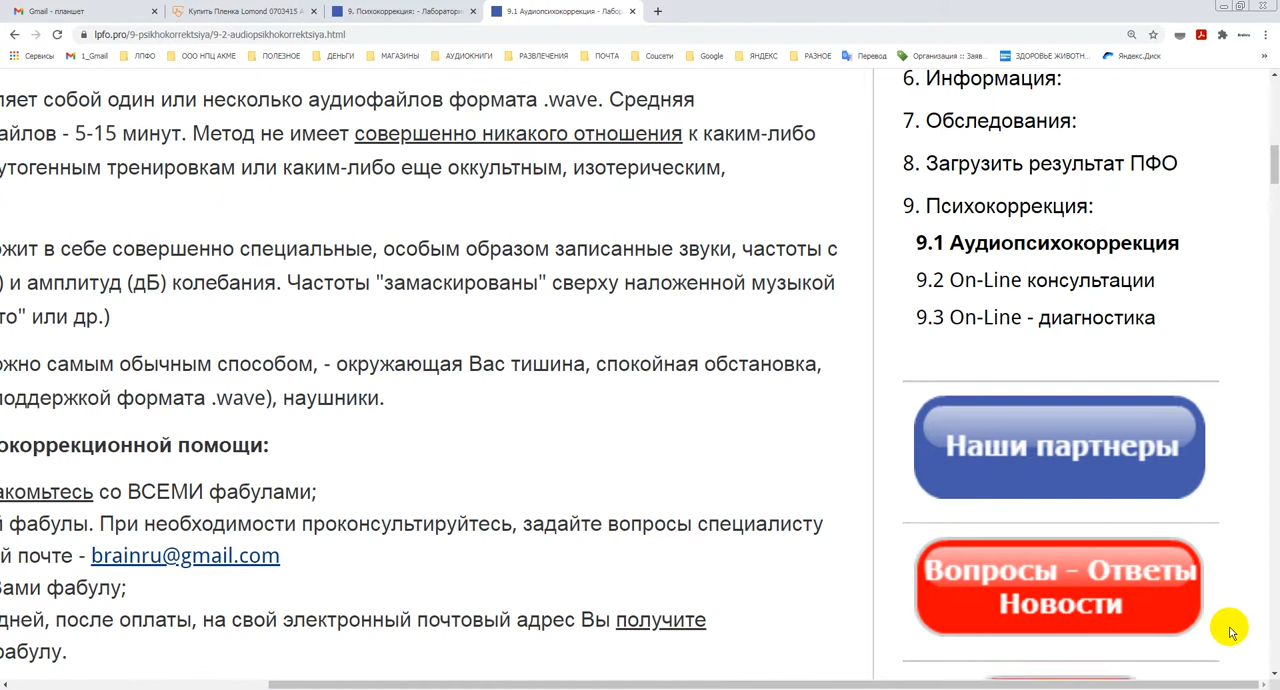 Gmail - планшет
Купить Пленка Lomond 0703415 А
9. Психокоррекция: - Лаборатори
9.1 Аудиопсихокоррекция - Лабо
lpfo.pro/9-psikhokorrektsiya/9-2-audiopsikhokorrektsiya.html
Сервисы
1_Gmail
ЛПФО
ООО НПЦ АКМЕ
ПОЛЕЗНОЕ
ДЕНЬГИ
МАГАЗИНЫ
АУДИОКНИГИ
РАЗВЛЕЧЕНИЯ
ПОЧТА
Соцсети
Google
ЯНДЕКС
РАЗНОЕ
Перевод
Организация :: Заяв...
ЗДОРОВЬЕ ЖИВОТН...
Яндекс.Диск
»
ляет собой один или несколько аудиофайлов формата .wave. Средняя
айлов - 5-15 минут. Метод не имеет совершенно никакого отношения к каким-либо
утогенным тренировкам или каким-либо еще оккультным, изотерическим,
ожит в себе совершенно специальные, особым образом записанные звуки, частоты с
) и амплитуд (дБ) колебания. Частоты "замаскированы" сверху наложенной музыкой
то" или др.)
ожно самым обычным способом, - окружающая Вас тишина, спокойная обстановка,
поддержкой формата .wave), наушники.
окоррекционной помощи:
акомьтесь со ВСЕМИ фабулами;
й фабулы. При необходимости проконсультируйтесь, задайте вопросы специалисту
й почте - brainru@gmail.com
Вами фабулу;
дней, после оплаты, на свой электронный почтовый адрес Вы получите
фабулу.
6. Информация:
7. Обследования:
8. Загрузить результат ПФО
9. Психокоррекция:
9.1 Аудиопсихокоррекция
9.2 On-Line консультации
9.3 On-Line - диагностика
Наши партнеры
Вопросы - Ответы
Новости